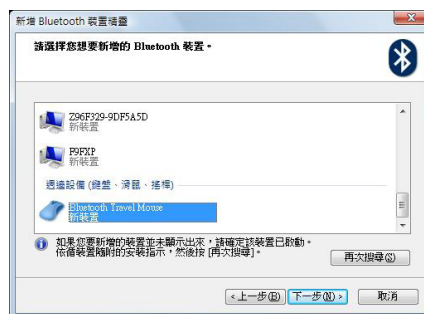 新增 Bluetooth 裝置精靈
請選擇您想要新增的 Bluetooth 裝置。
Z96F329-9DF5A5D
新裝置
F9FXP
新裝置
週邊設備 (鍵盤、滑鼠、搖桿)
Bluetooth Travel Mouse
新裝置
如果您要新增的裝置並未顯示出來，請確定該裝置已啟動。
依循裝置隨附的安裝指示，然後按 [再次搜尋]。
再次搜尋(S)
<上一步(B)
下一步(N)>
取消